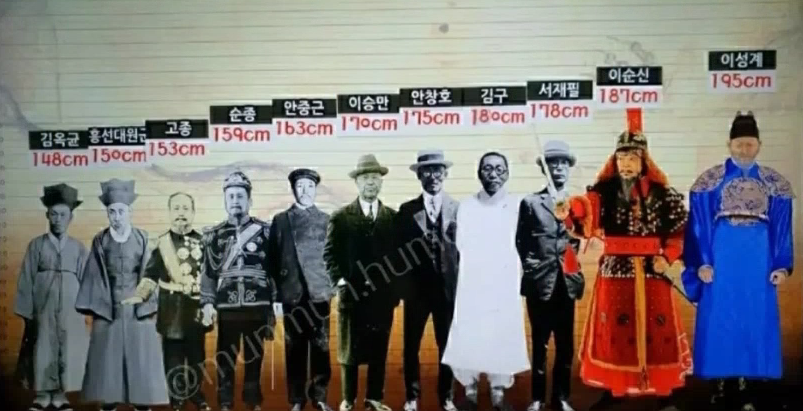 김옥균
148cm
흥선대원군
150cm
고종
153cm
순종
159cm
안중근
163cm
이승만
170cm
안창호
175cm
김구
180cm
서재필
178cm
이순신
187cm
이성계
195cm
@munmun.humo